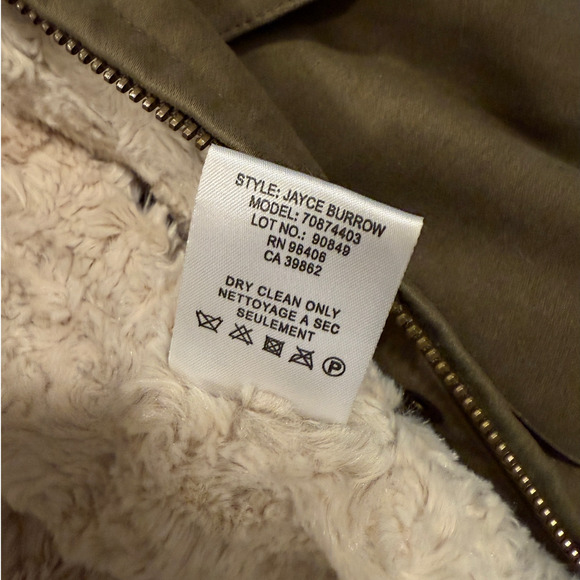 STYLE: JAYCE BURROW
MODEL: 70874403
LOT NO.: 90849
RN 98406
CA 39862
DRY CLEAN ONLY
NETTOYAGE A SEC
SEULEMENT
P